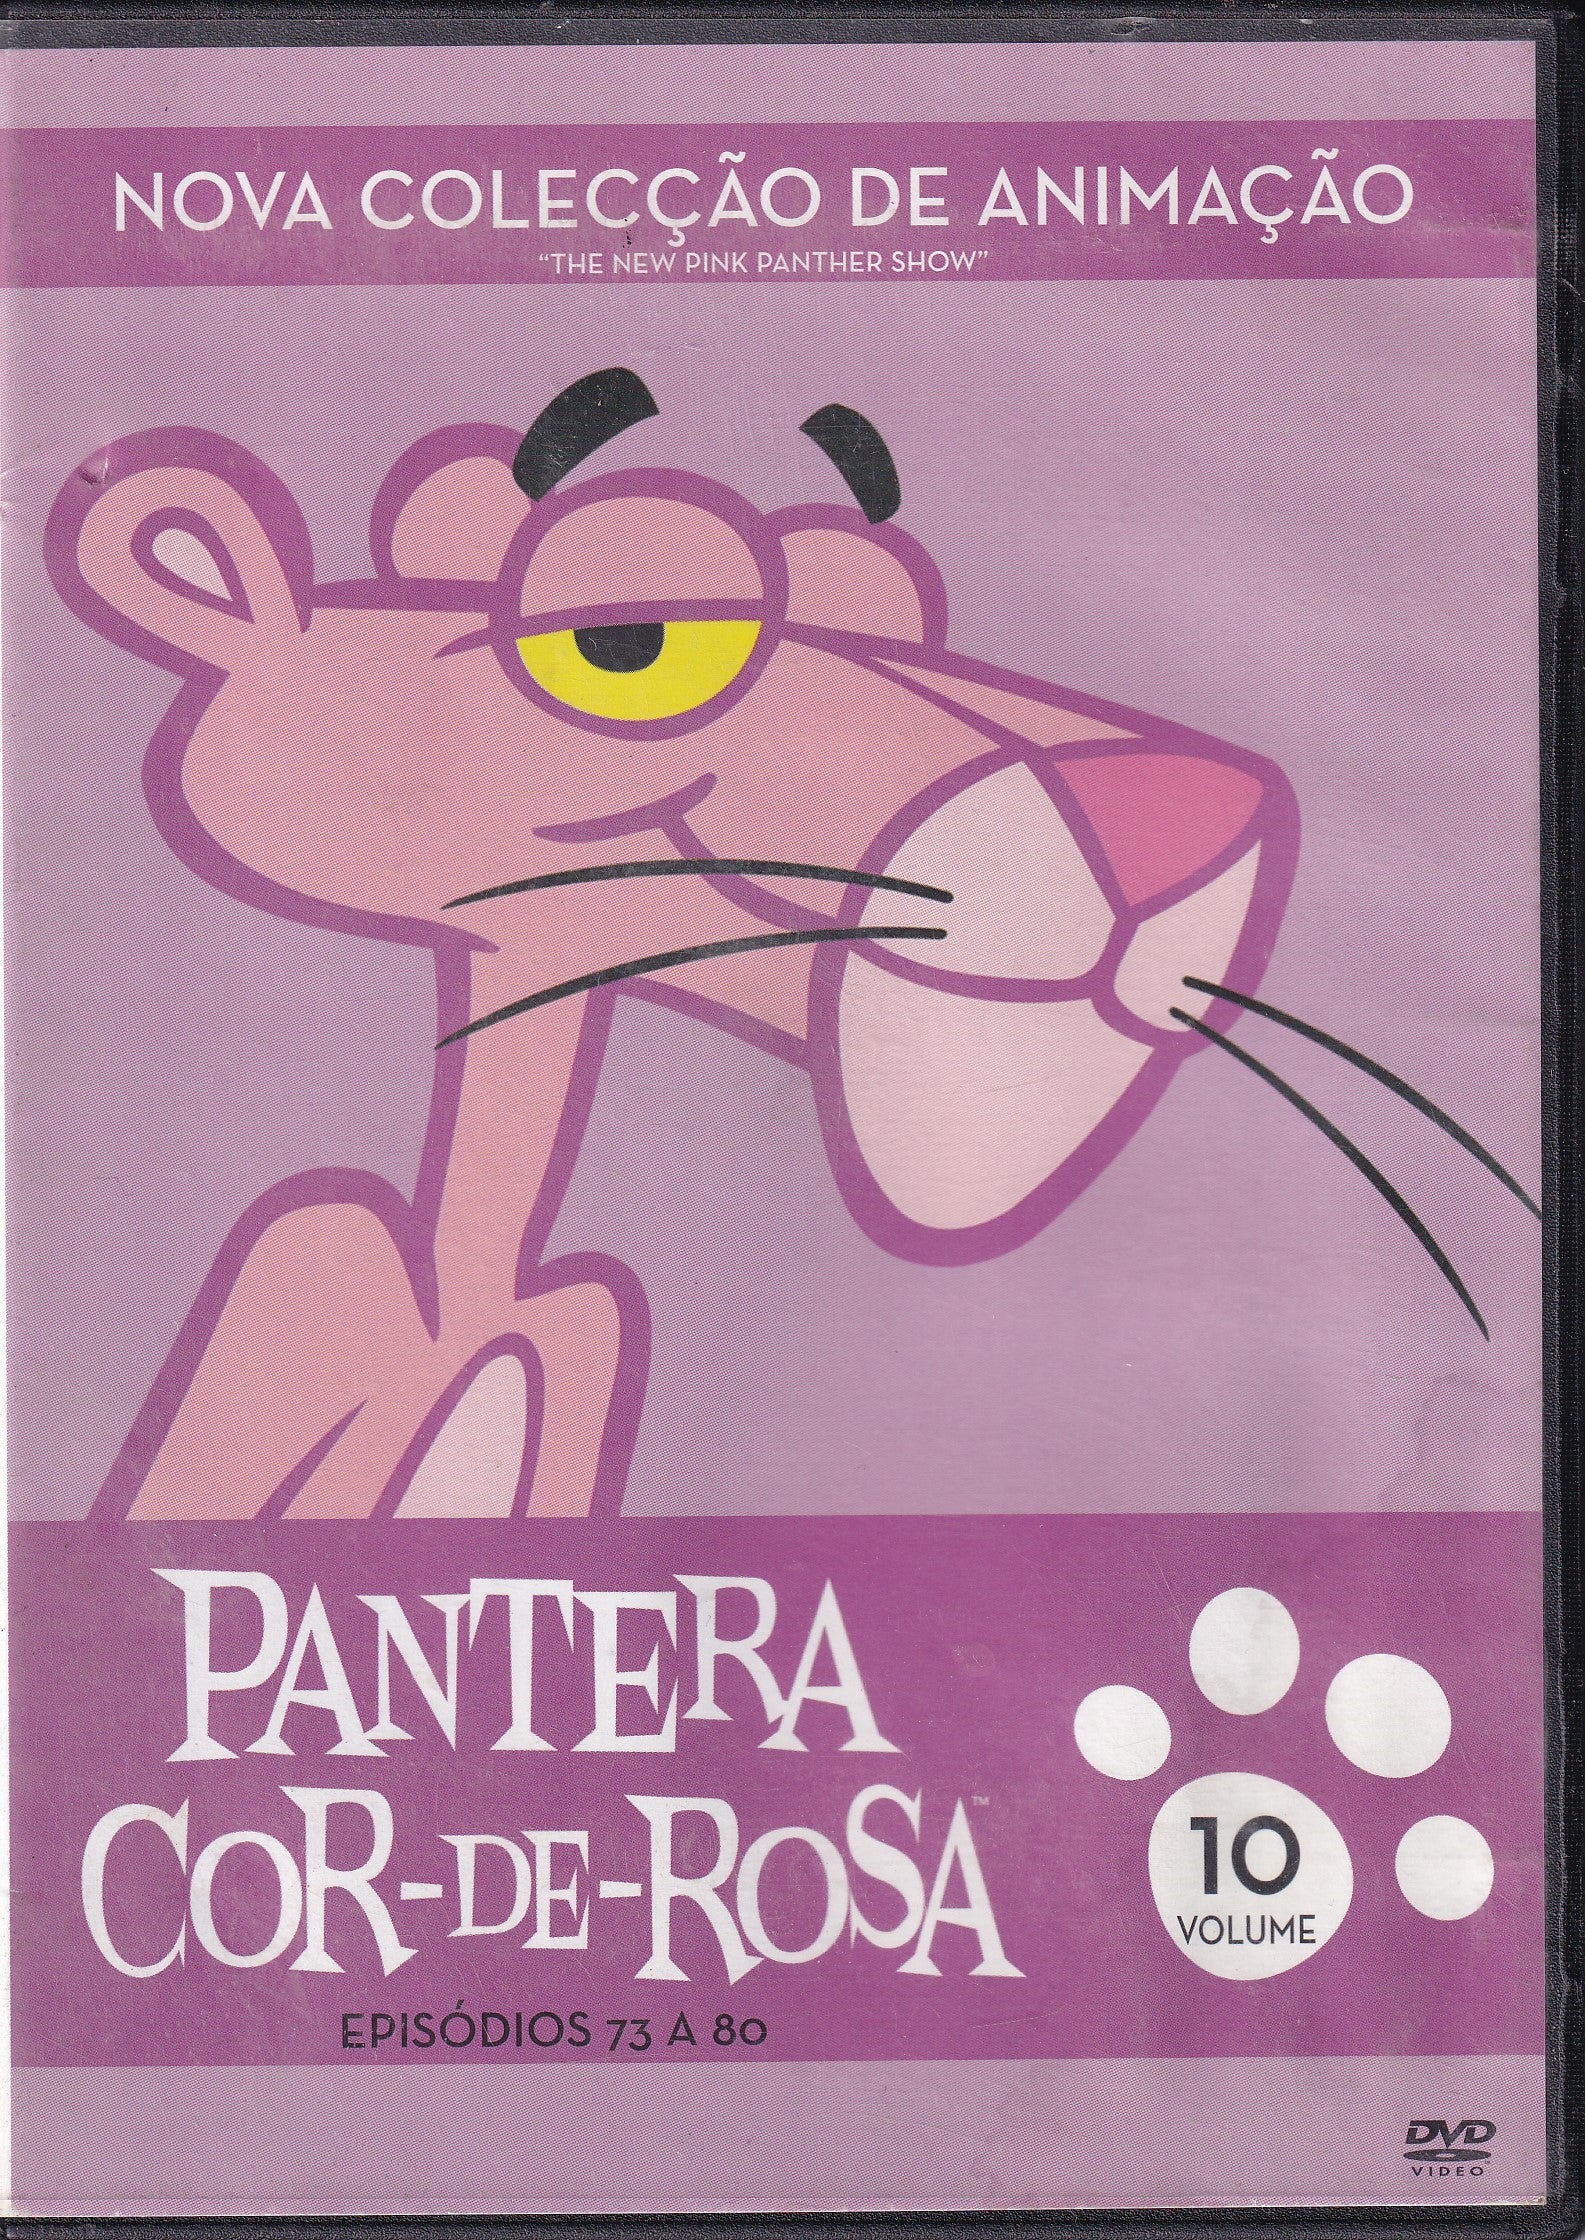 NOVA COLECÇÃO DE ANIMAÇÃO
“THE NEW PINK PANTHER SHOW”
PANTERA
COR-DE-ROSA™
10
VOLUME
EPISÓDIOS 73 A 80
DVD
VIDEO